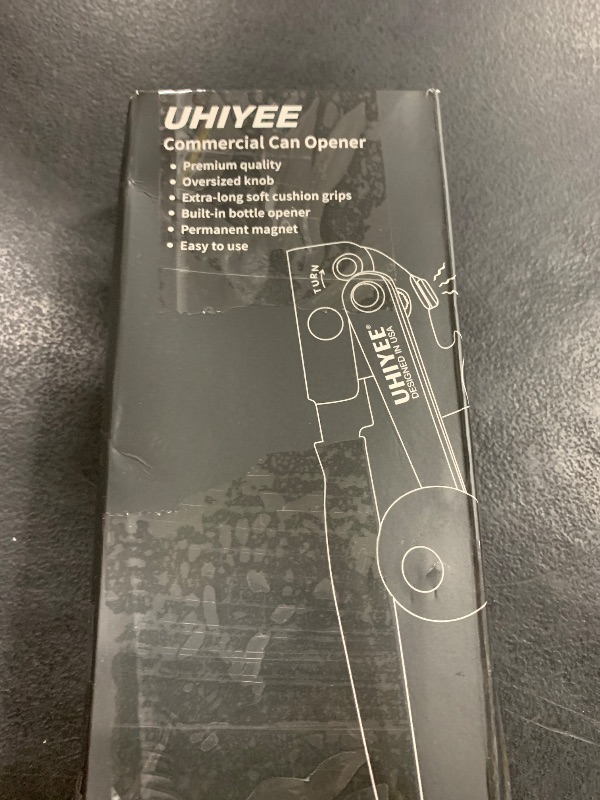 UHIYEE
Commercial Can Opener
• Premium quality
• Oversized knob
• Extra-long soft cushion grips
• Built-in bottle opener
• Permanent magnet
• Easy to use
TURN
UHIYEE®
DESIGNED IN USA